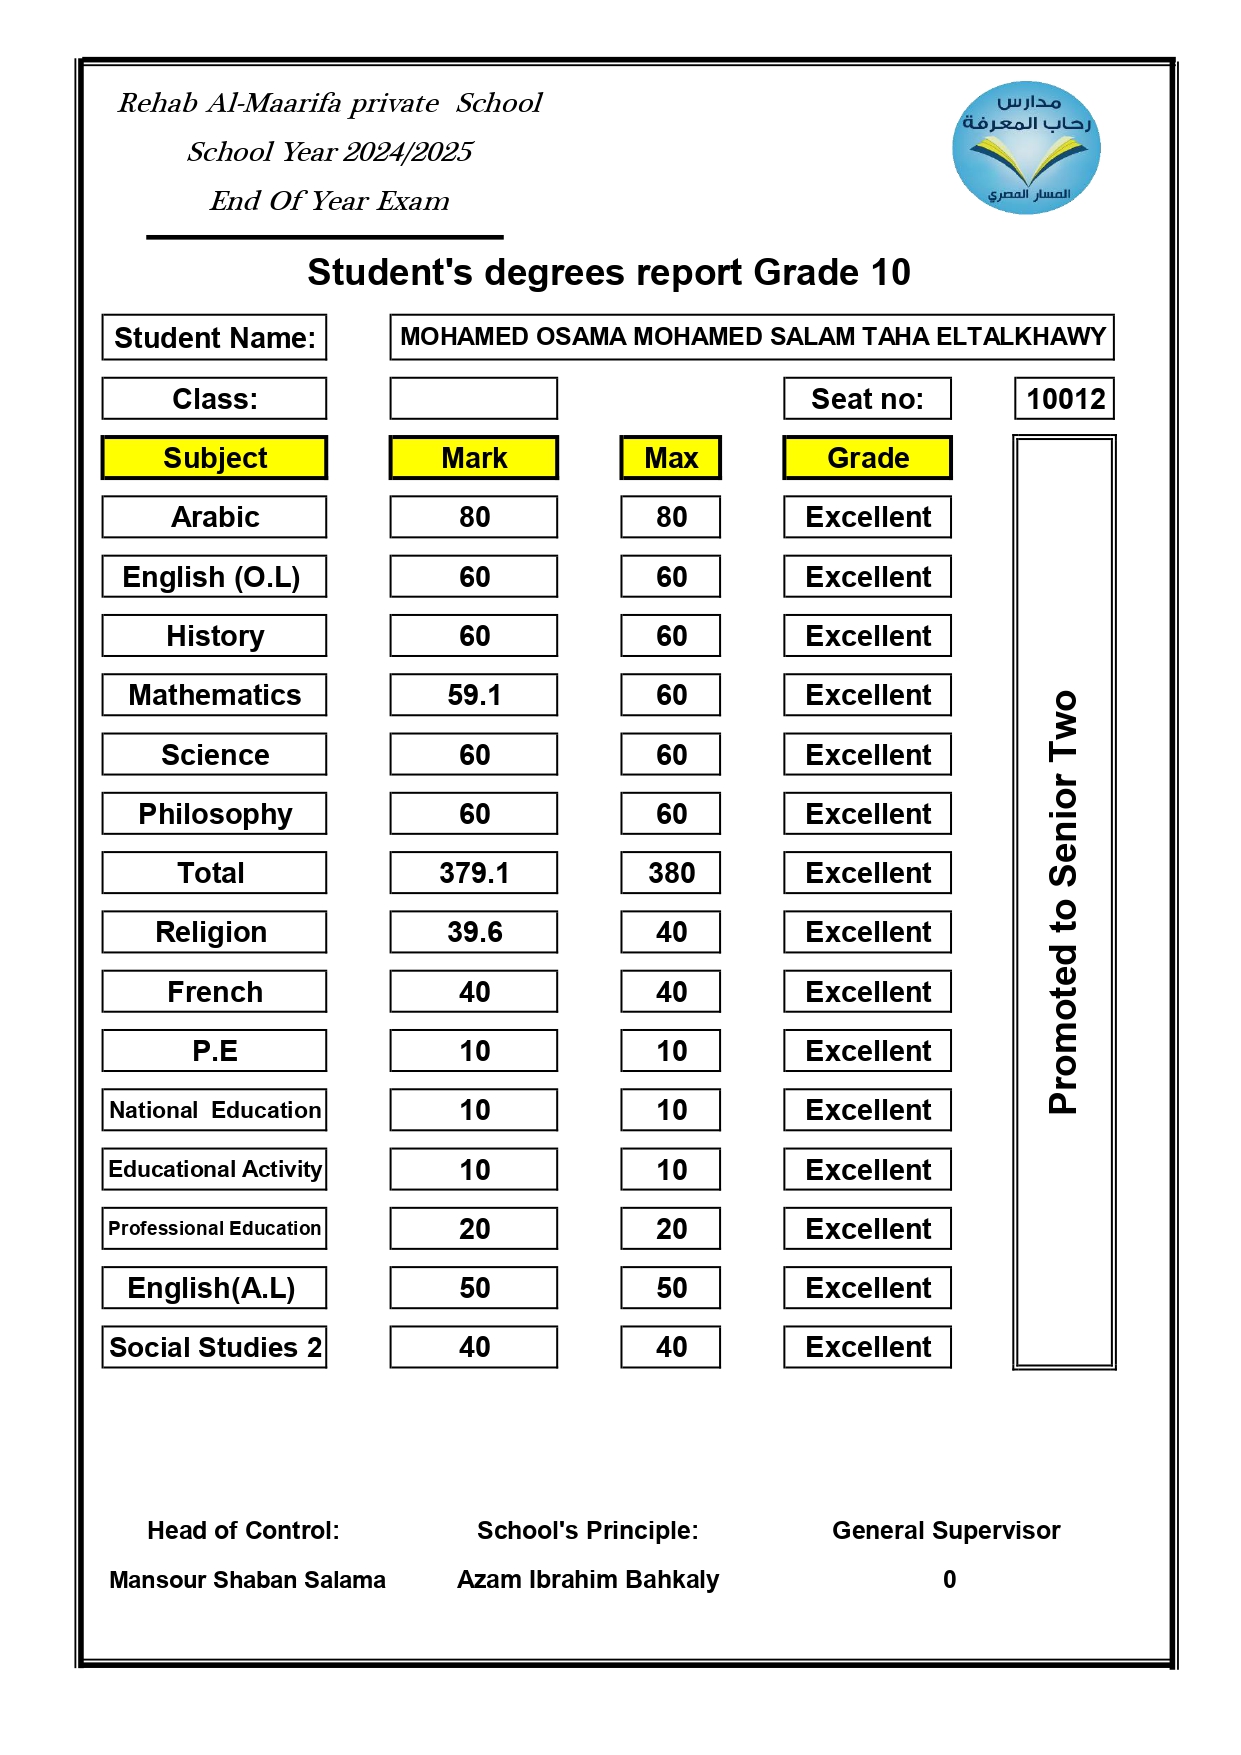 Rehab Al-Maarifa private School
School Year 2024/2025
End Of Year Exam
مدارس
رحاب المعرفة
المسار المصري
Student's degrees report Grade 10
Student Name: MOHAMED OSAMA MOHAMED SALAM TAHA ELTALKHAWY
Class: Seat no: 10012
Subject Mark Max Grade
Arabic 80 80 Excellent
English (O.L) 60 60 Excellent
History 60 60 Excellent
Mathematics 59.1 60 Excellent
Science 60 60 Excellent
Philosophy 60 60 Excellent
Total 379.1 380 Excellent
Religion 39.6 40 Excellent
French 40 40 Excellent
P.E 10 10 Excellent
National Education 10 10 Excellent
Educational Activity 10 10 Excellent
Professional Education 20 20 Excellent
English(A.L) 50 50 Excellent
Social Studies 2 40 40 Excellent
Promoted to Senior Two
Head of Control: School's Principle: General Supervisor
Mansour Shaban Salama Azam Ibrahim Bahkaly 0